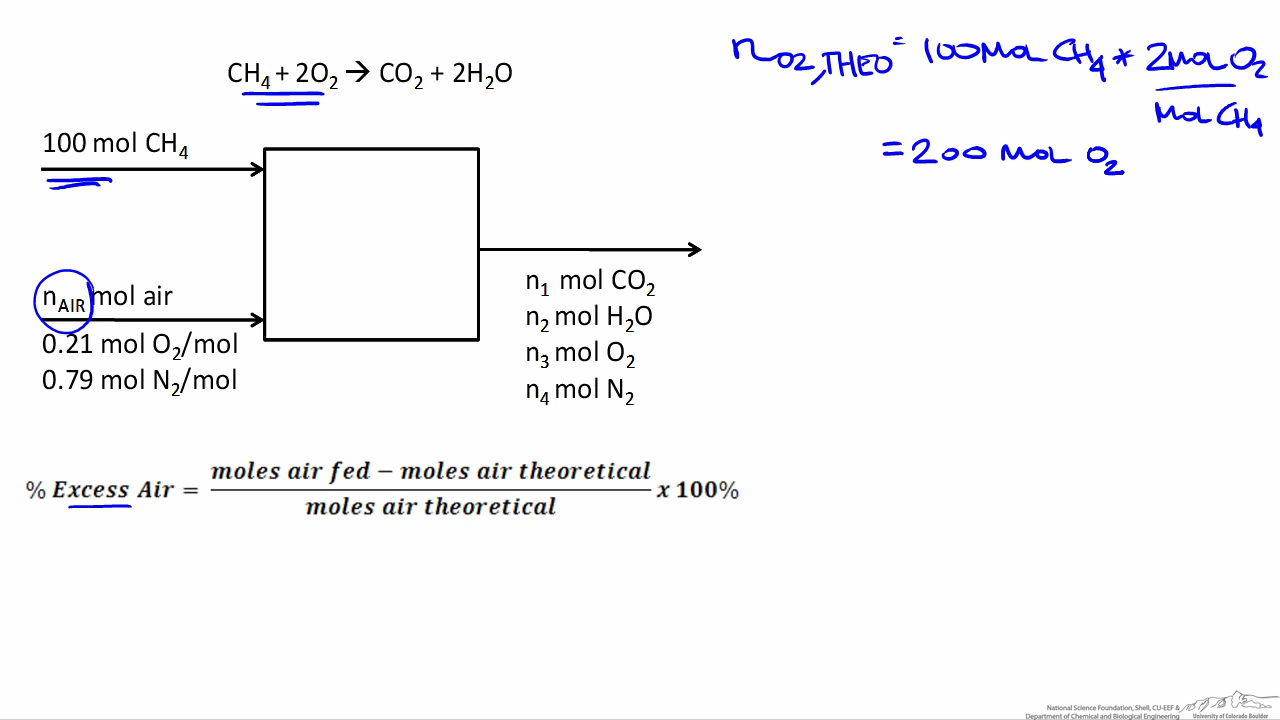 CH₄ + 2O₂ → CO₂ + 2H₂O
n O2,THEO = 100 MOL CH₄ * 2 MOL O₂ / MOL CH₄
= 200 MOL O₂
100 mol CH₄
n AIR mol air
0.21 mol O₂/mol
0.79 mol N₂/mol
n₁ mol CO₂
n₂ mol H₂O
n₃ mol O₂
n₄ mol N₂
% Excess Air = moles air fed − moles air theoretical / moles air theoretical x 100%
National Science Foundation, Shell, CU-EEF &
Department of Chemical and Biological Engineering
University of Colorado Boulder